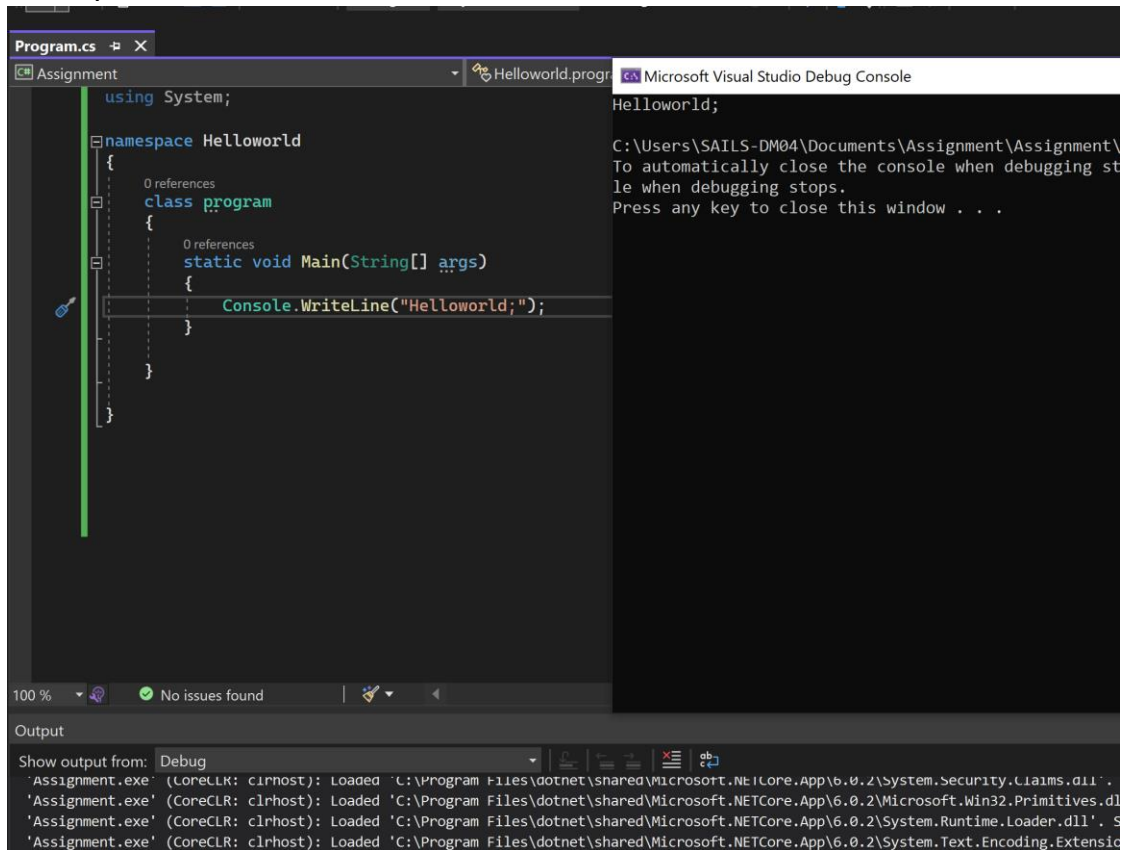 Program.cs
Assignment
Helloworld.progr
using System;
namespace Helloworld
{
0 references
class program
{
0 references
static void Main(String[] args)
{
Console.WriteLine("Helloworld;");
}
}
}
Microsoft Visual Studio Debug Console
Helloworld;
C:\Users\SAILS-DM04\Documents\Assignment\Assignment\
To automatically close the console when debugging st
le when debugging stops.
Press any key to close this window . . .
100 %
No issues found
Output
Show output from: Debug
'Assignment.exe' (CoreCLR: clrhost): Loaded 'C:\Program Files\dotnet\shared\Microsoft.NETCore.App\6.0.2\System.Security.Claims.dll'.
'Assignment.exe' (CoreCLR: clrhost): Loaded 'C:\Program Files\dotnet\shared\Microsoft.NETCore.App\6.0.2\Microsoft.Win32.Primitives.dl
'Assignment.exe' (CoreCLR: clrhost): Loaded 'C:\Program Files\dotnet\shared\Microsoft.NETCore.App\6.0.2\System.Runtime.Loader.dll'. S
'Assignment.exe' (CoreCLR: clrhost): Loaded 'C:\Program Files\dotnet\shared\Microsoft.NETCore.App\6.0.2\System.Text.Encoding.Extensio